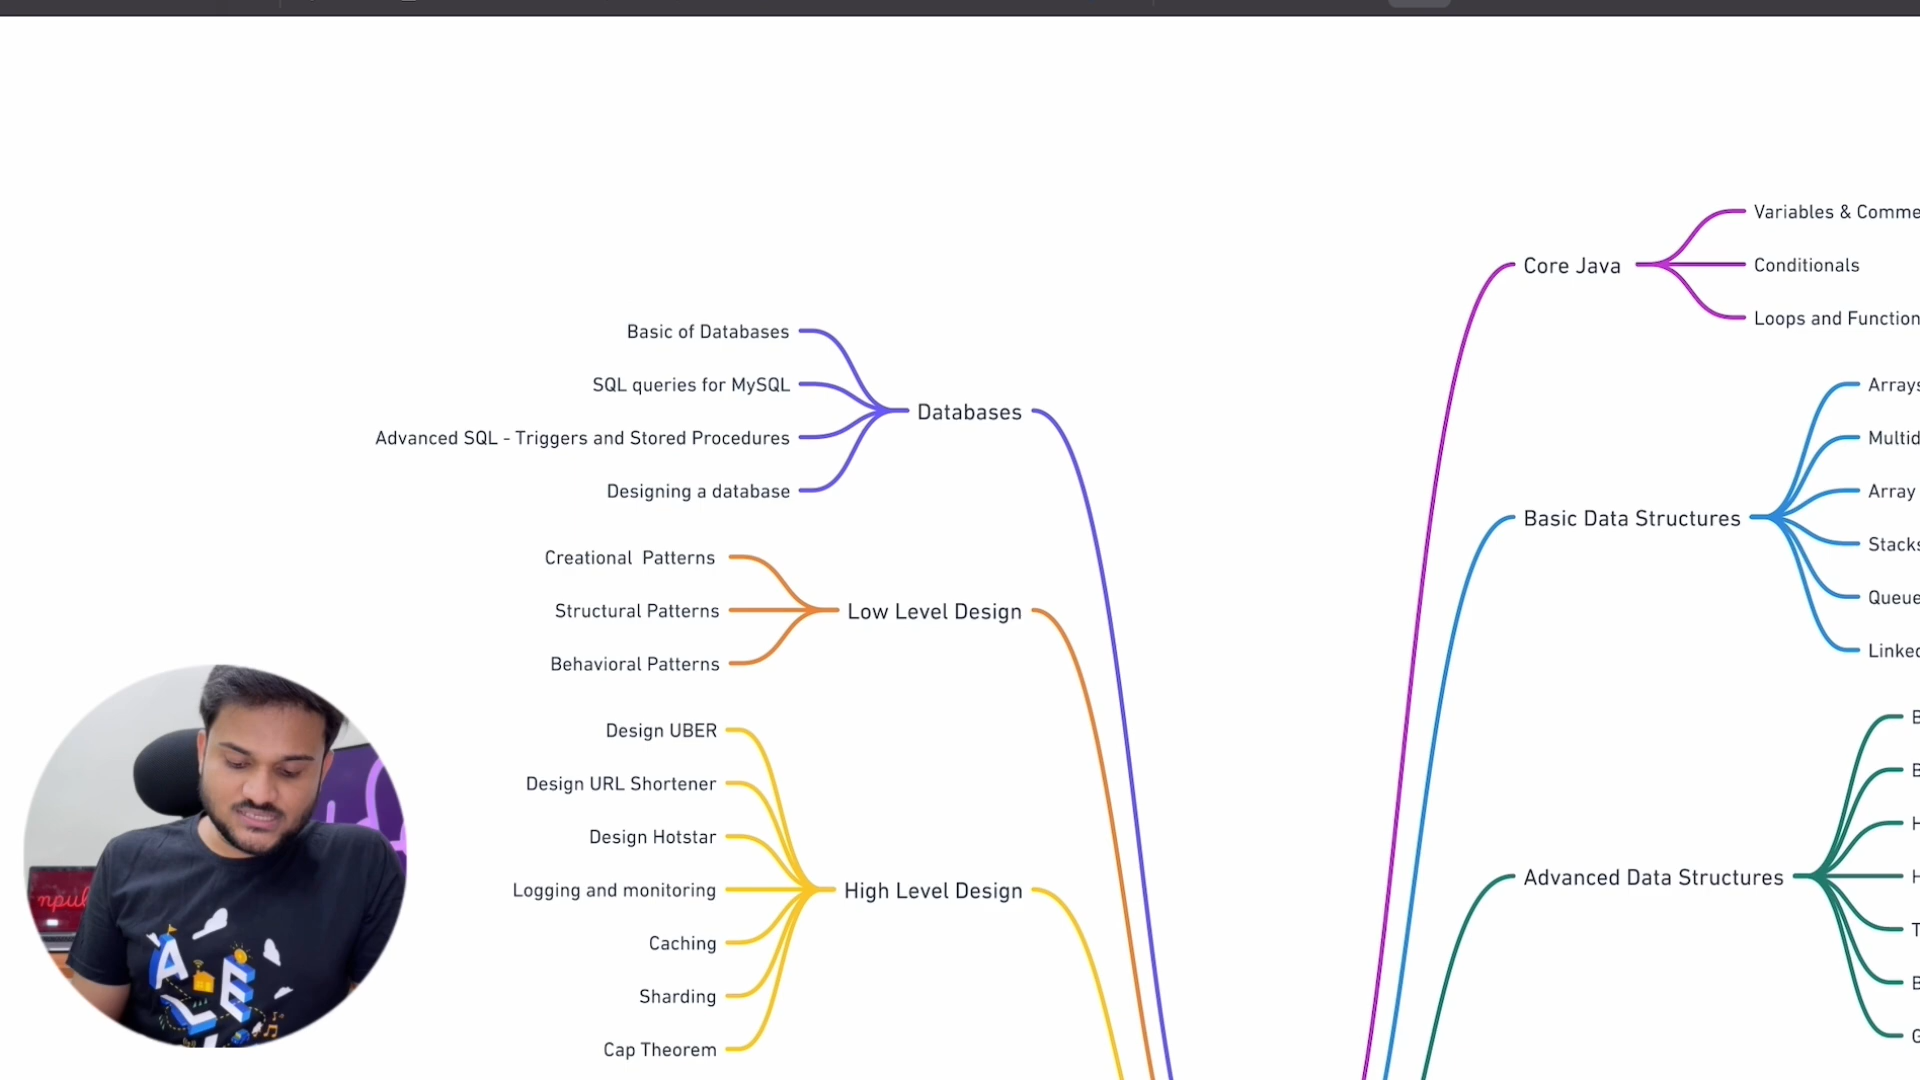 Basic of Databases
SQL queries for MySQL
Advanced SQL - Triggers and Stored Procedures
Designing a database
Databases
Creational Patterns
Structural Patterns
Behavioral Patterns
Low Level Design
Design UBER
Design URL Shortener
Design Hotstar
Logging and monitoring
Caching
Sharding
Cap Theorem
High Level Design
Core Java
Variables & Comme
Conditionals
Loops and Function
Basic Data Structures
Arrays
Multid
Array
Stacks
Queue
Linked
Advanced Data Structures
B
B
H
H
T
B
G
npul